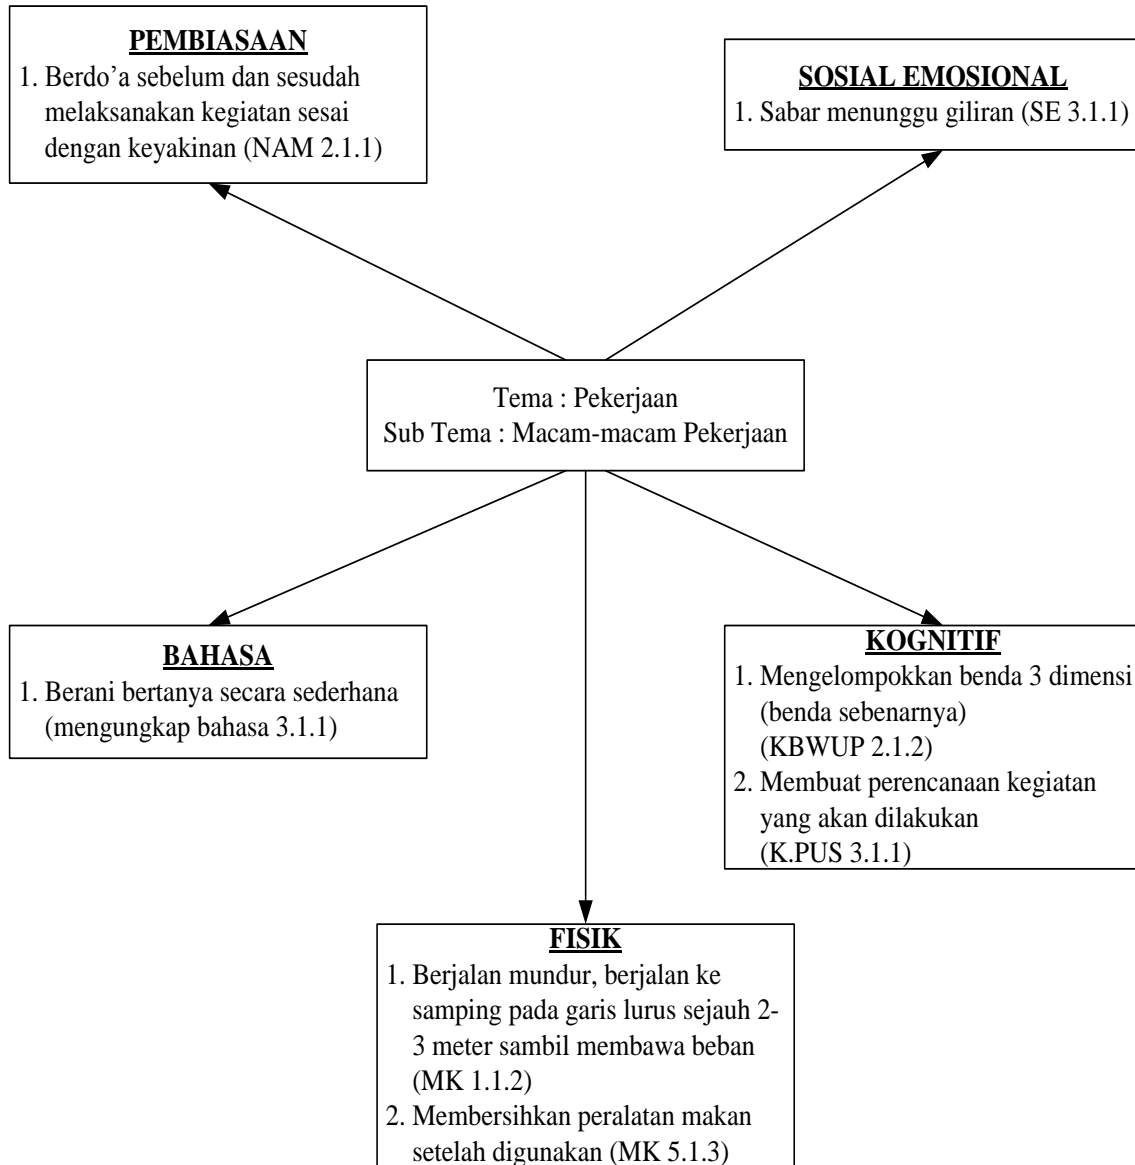 PEMBIASAAN
1. Berdo’a sebelum dan sesudah
melaksanakan kegiatan sesai
dengan keyakinan (NAM 2.1.1)
SOSIAL EMOSIONAL
1. Sabar menunggu giliran (SE 3.1.1)
Tema : Pekerjaan
Sub Tema : Macam-macam Pekerjaan
BAHASA
1. Berani bertanya secara sederhana
(mengungkap bahasa 3.1.1)
KOGNITIF
1. Mengelompokkan benda 3 dimensi
(benda sebenarnya)
(KBWUP 2.1.2)
2. Membuat perencanaan kegiatan
yang akan dilakukan
(K.PUS 3.1.1)
FISIK
1. Berjalan mundur, berjalan ke
samping pada garis lurus sejauh 2-
3 meter sambil membawa beban
(MK 1.1.2)
2. Membersihkan peralatan makan
setelah digunakan (MK 5.1.3)